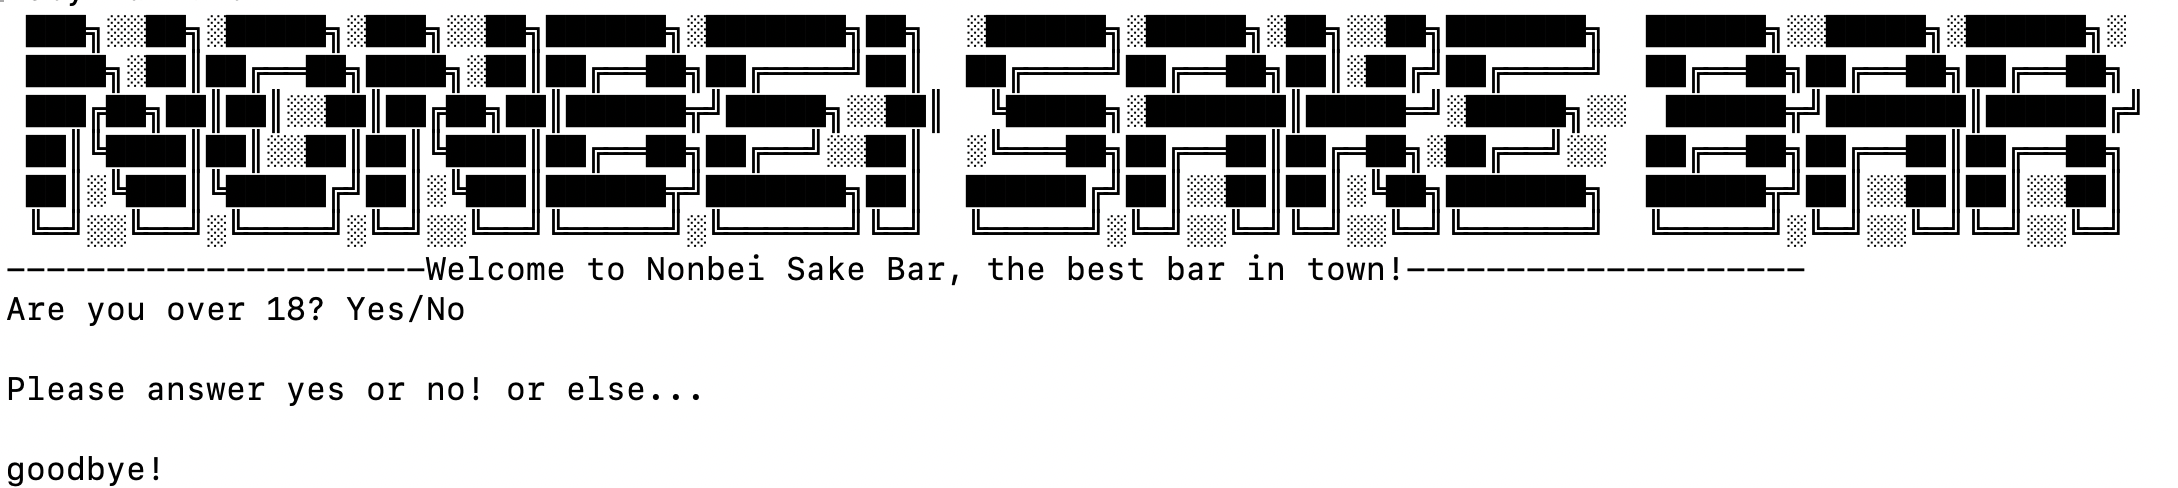 NONBEI SAKE BAR
--------------------Welcome to Nonbei Sake Bar, the best bar in town!--------------------
Are you over 18? Yes/No
Please answer yes or no! or else...
goodbye!